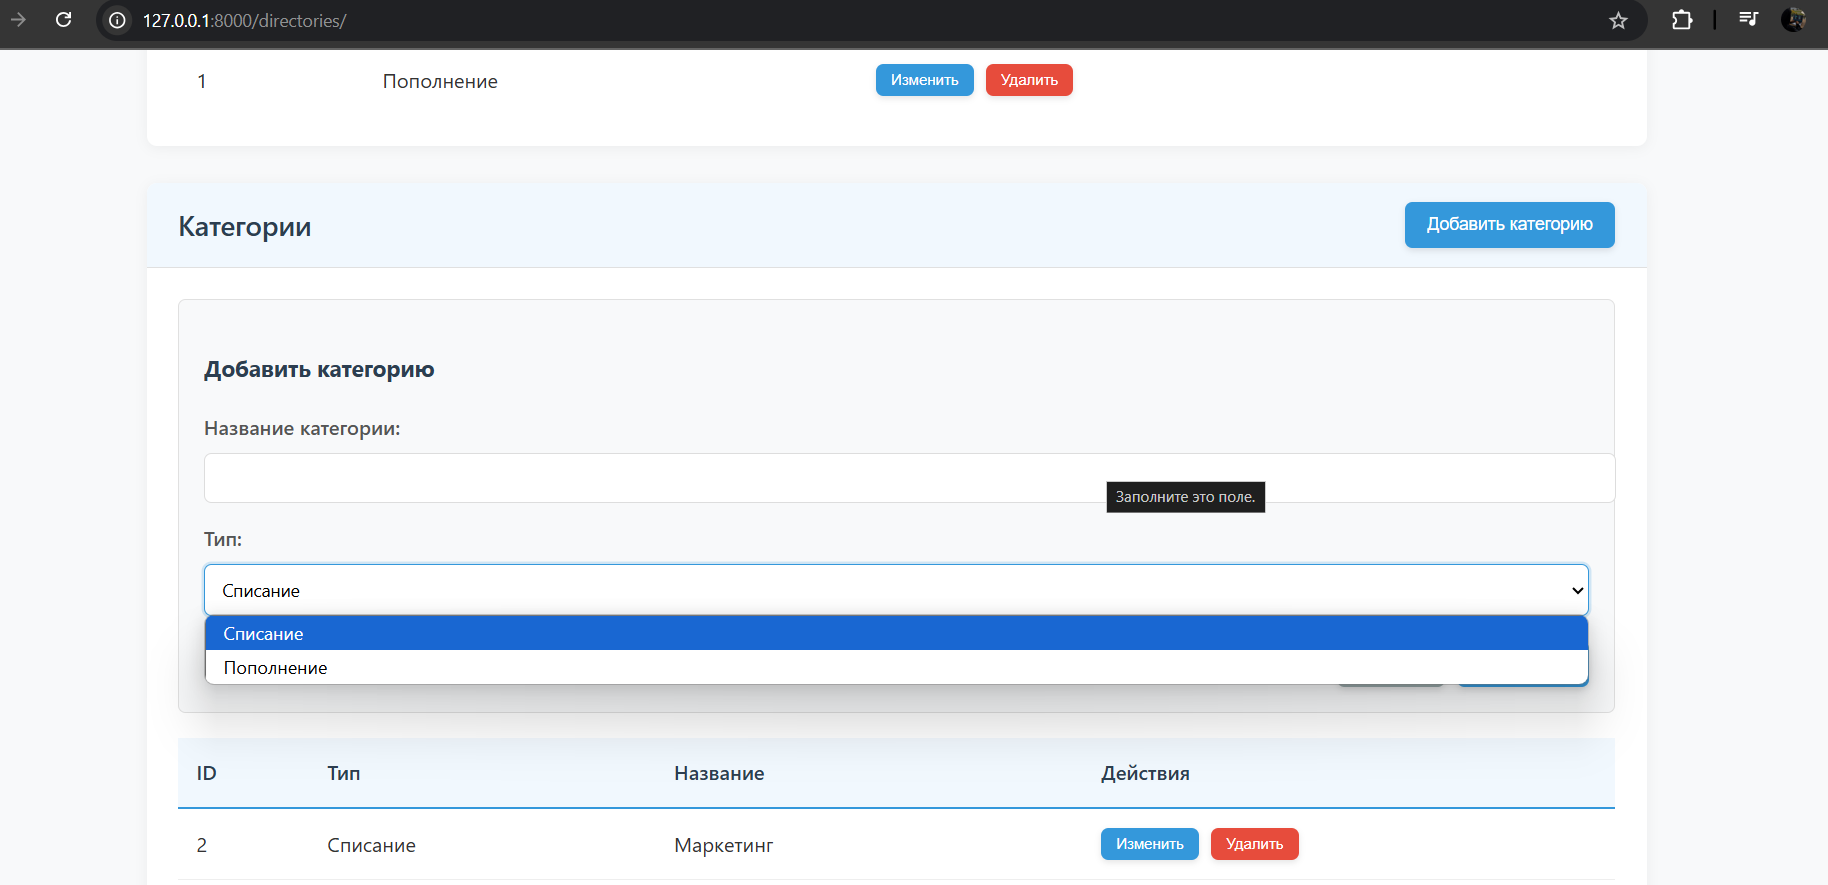 127.0.0.1:8000/directories/
1 Пополнение Изменить Удалить
Категории Добавить категорию
Добавить категорию
Название категории:
Заполните это поле.
Тип:
Списание
Списание
Пополнение
ID Тип Название Действия
2 Списание Маркетинг Изменить Удалить